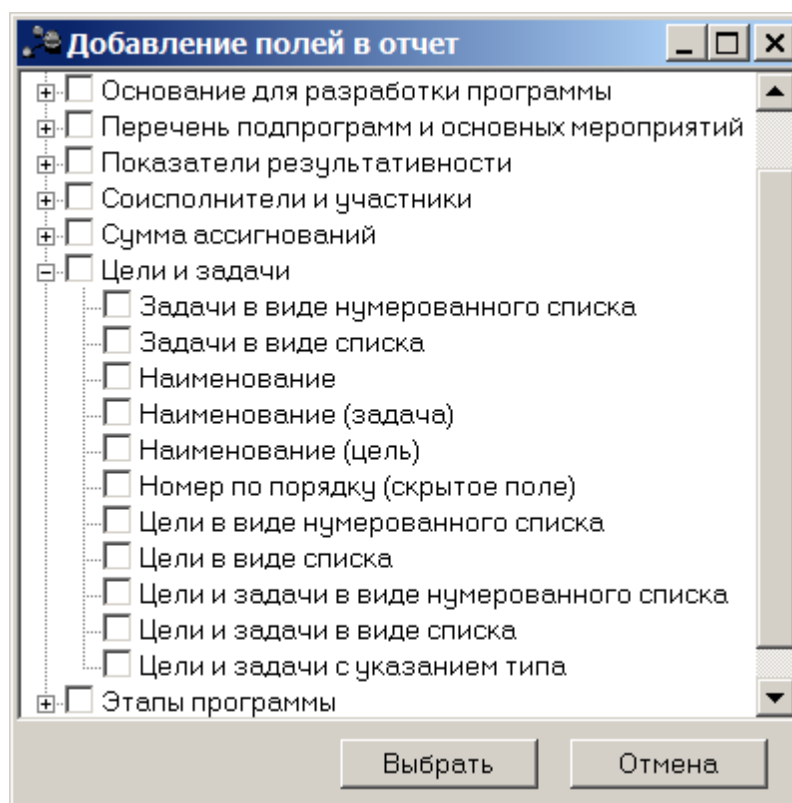 Добавление полей в отчет
Основание для разработки программы
Перечень подпрограмм и основных мероприятий
Показатели результативности
Соисполнители и участники
Сумма ассигнований
Цели и задачи
Задачи в виде нумерованного списка
Задачи в виде списка
Наименование
Наименование (задача)
Наименование (цель)
Номер по порядку (скрытое поле)
Цели в виде нумерованного списка
Цели в виде списка
Цели и задачи в виде нумерованного списка
Цели и задачи в виде списка
Цели и задачи с указанием типа
Этапы программы
Выбрать
Отмена